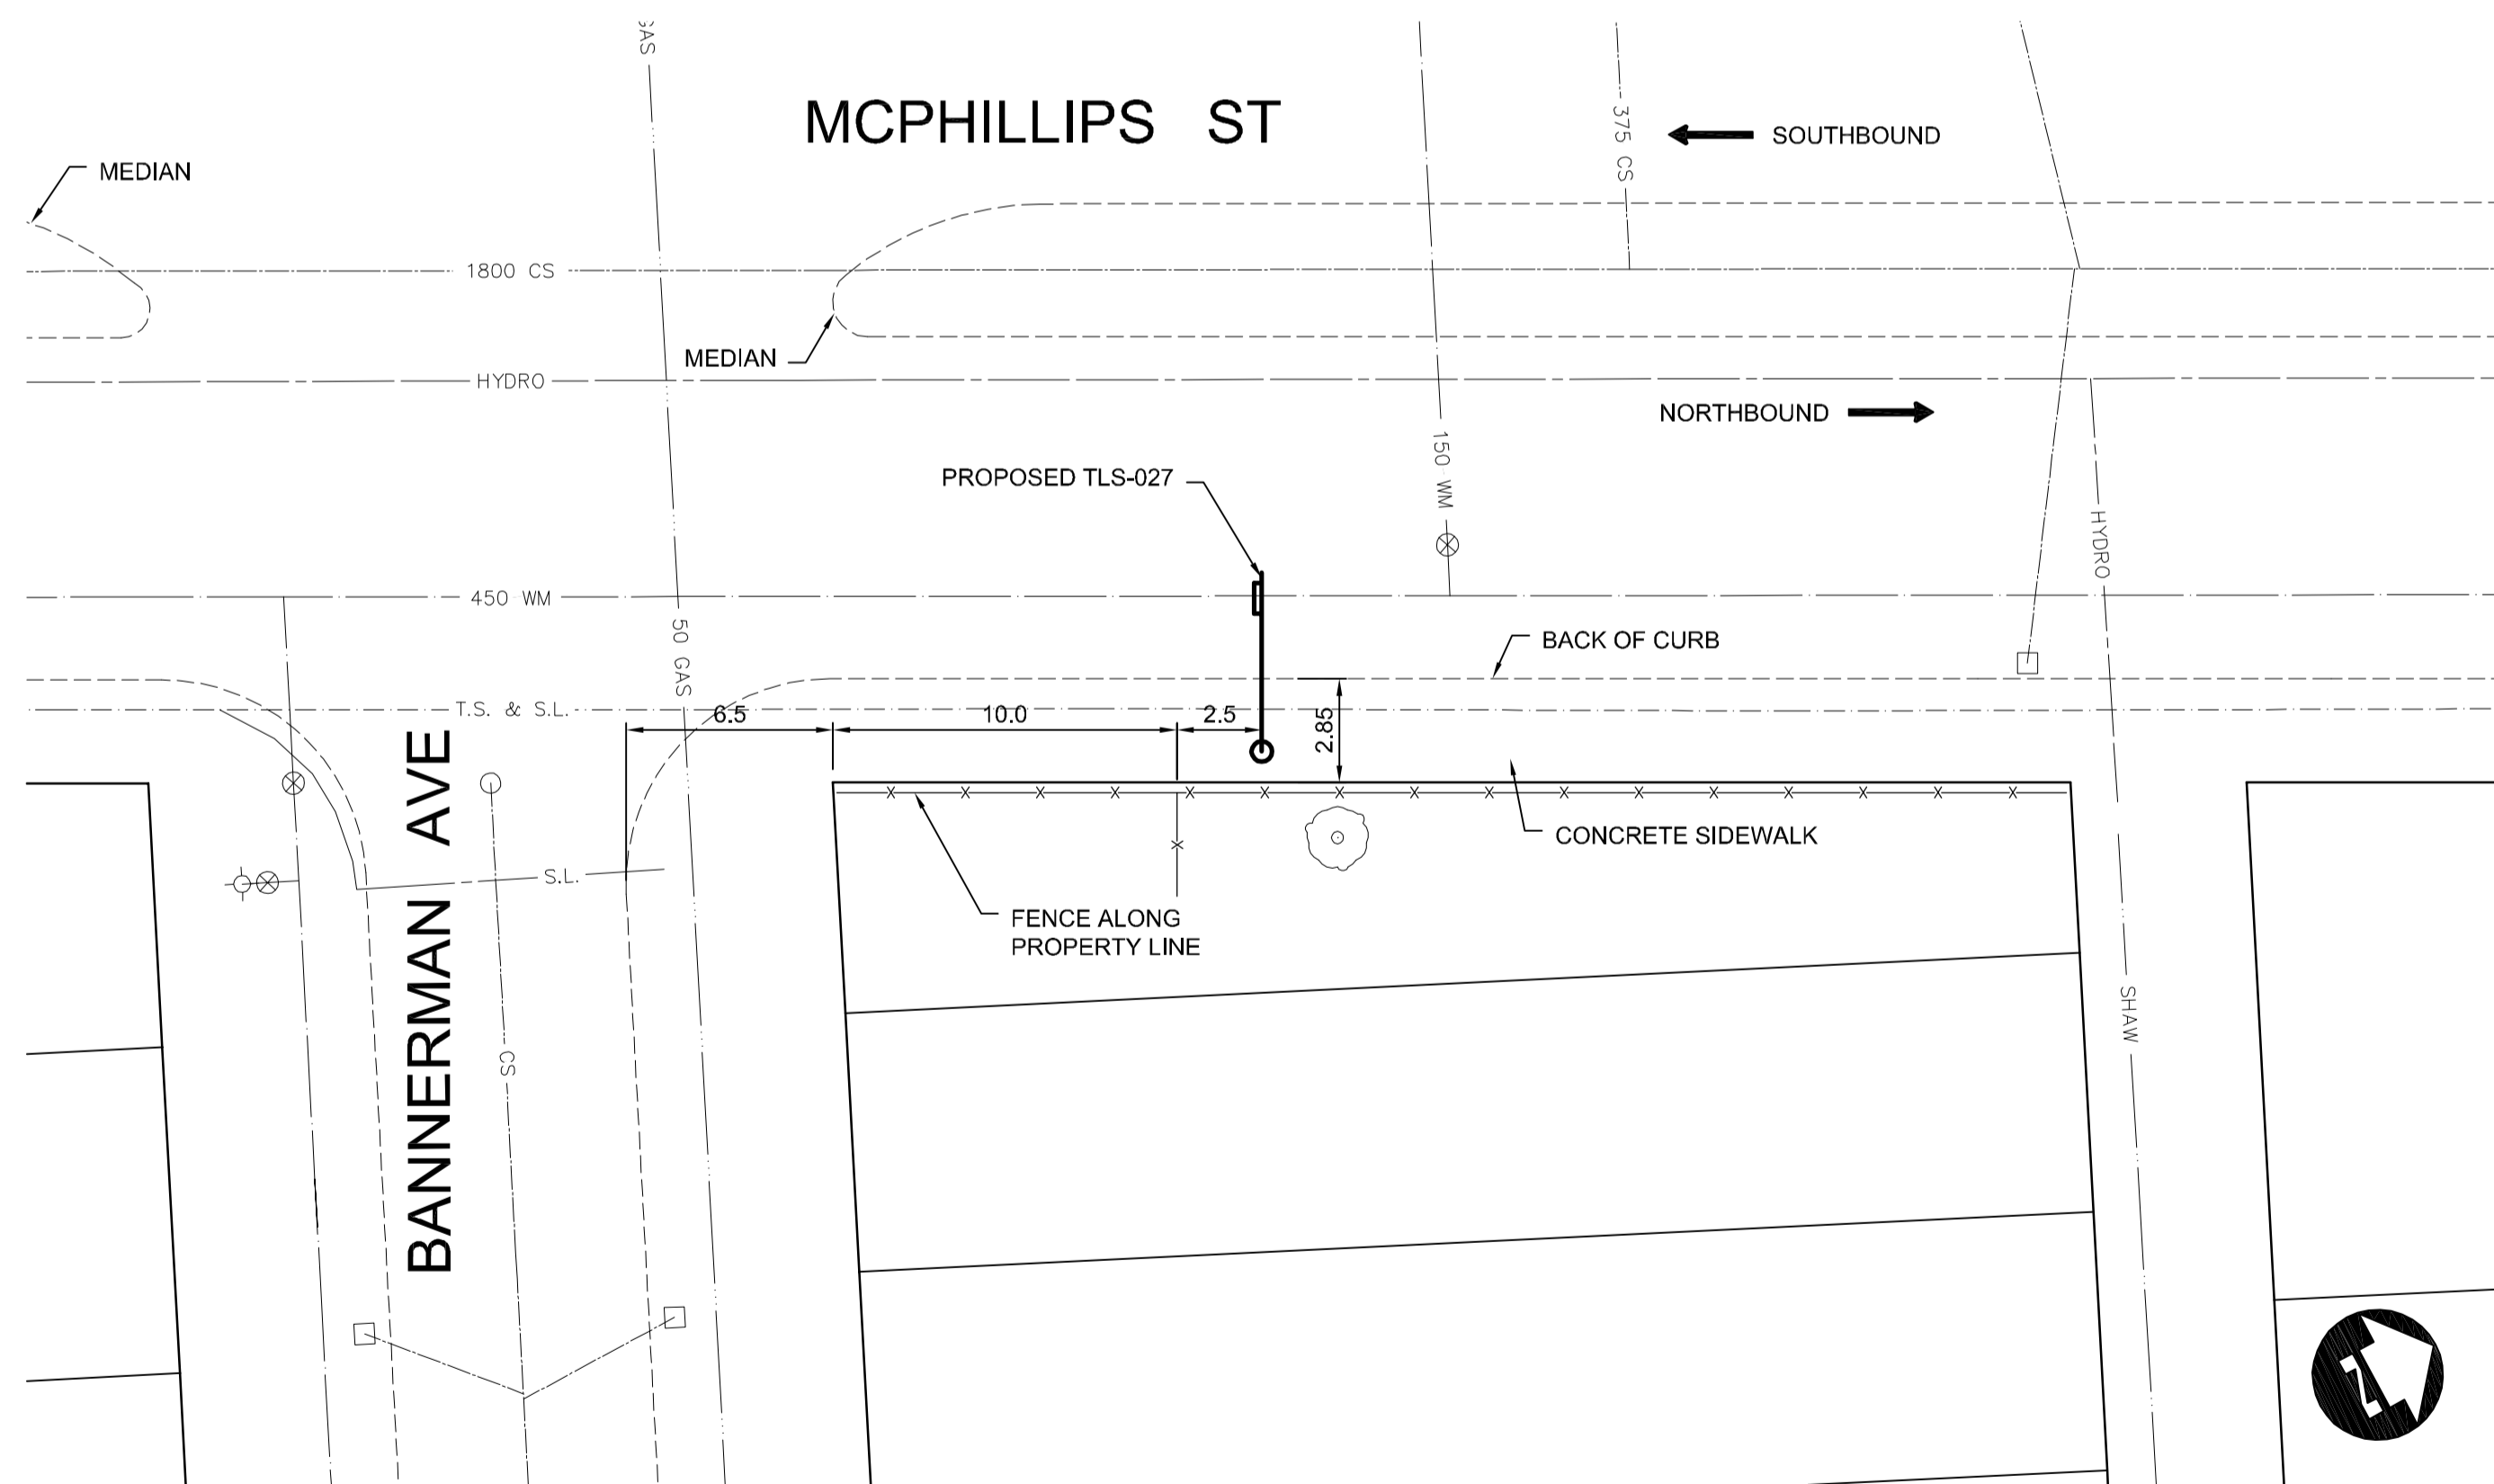 GAS
MCPHILLIPS ST
375 CS
SOUTHBOUND
MEDIAN
1800 CS
MEDIAN
HYDRO
NORTHBOUND
150 WM
PROPOSED TLS-027
HYDRO
450 WM
50 GAS
BACK OF CURB
T.S. & S.L.
6.5
10.0
2.5
2.85
BANNERMAN AVE
CONCRETE SIDEWALK
S.L.
FENCE ALONG
PROPERTY LINE
SHAW
CS